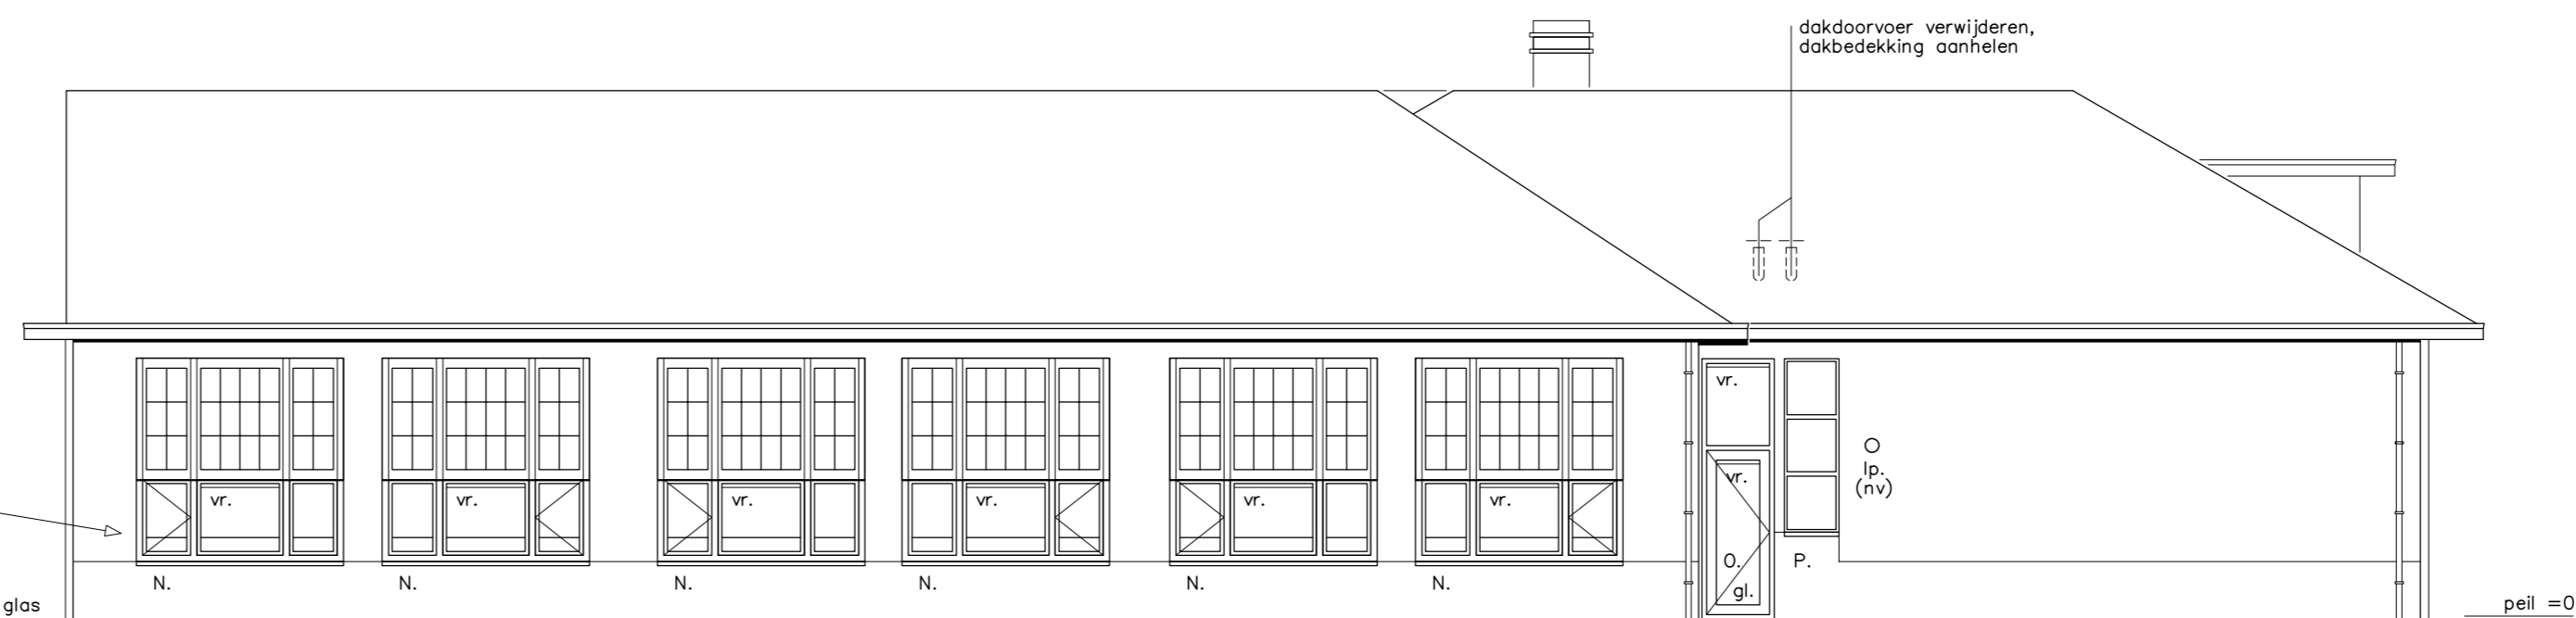 dakdoorvoer verwijderen,
dakbedekking aanhelen
vr.
vr.
vr.
vr.
vr.
vr.
vr.
vr.
O
lp.
(nv)
O.
P.
gl.
N.
N.
N.
N.
N.
N.
glas
peil =0